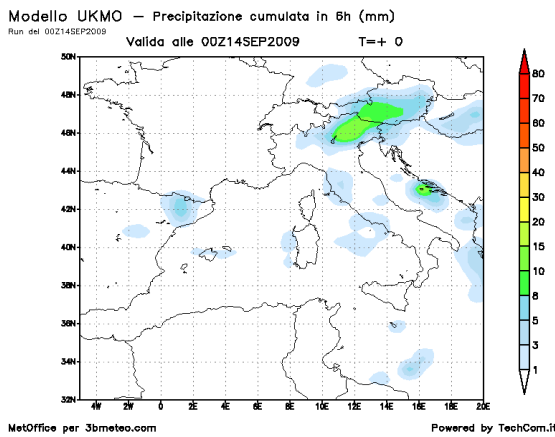 Modello UKMO – Precipitazione cumulata in 6h (mm)
Run del 00Z14SEP2009
Valida alle 00Z14SEP2009 T=+ 0
50N
48N
46N
44N
42N
40N
38N
36N
34N
32N
4W 2W 0 2E 4E 6E 8E 10E 12E 14E 16E 18E 20E
80
70
60
50
40
30
20
15
10
8
5
3
1
MetOffice per 3bmeteo.com Powered by TechCom.it